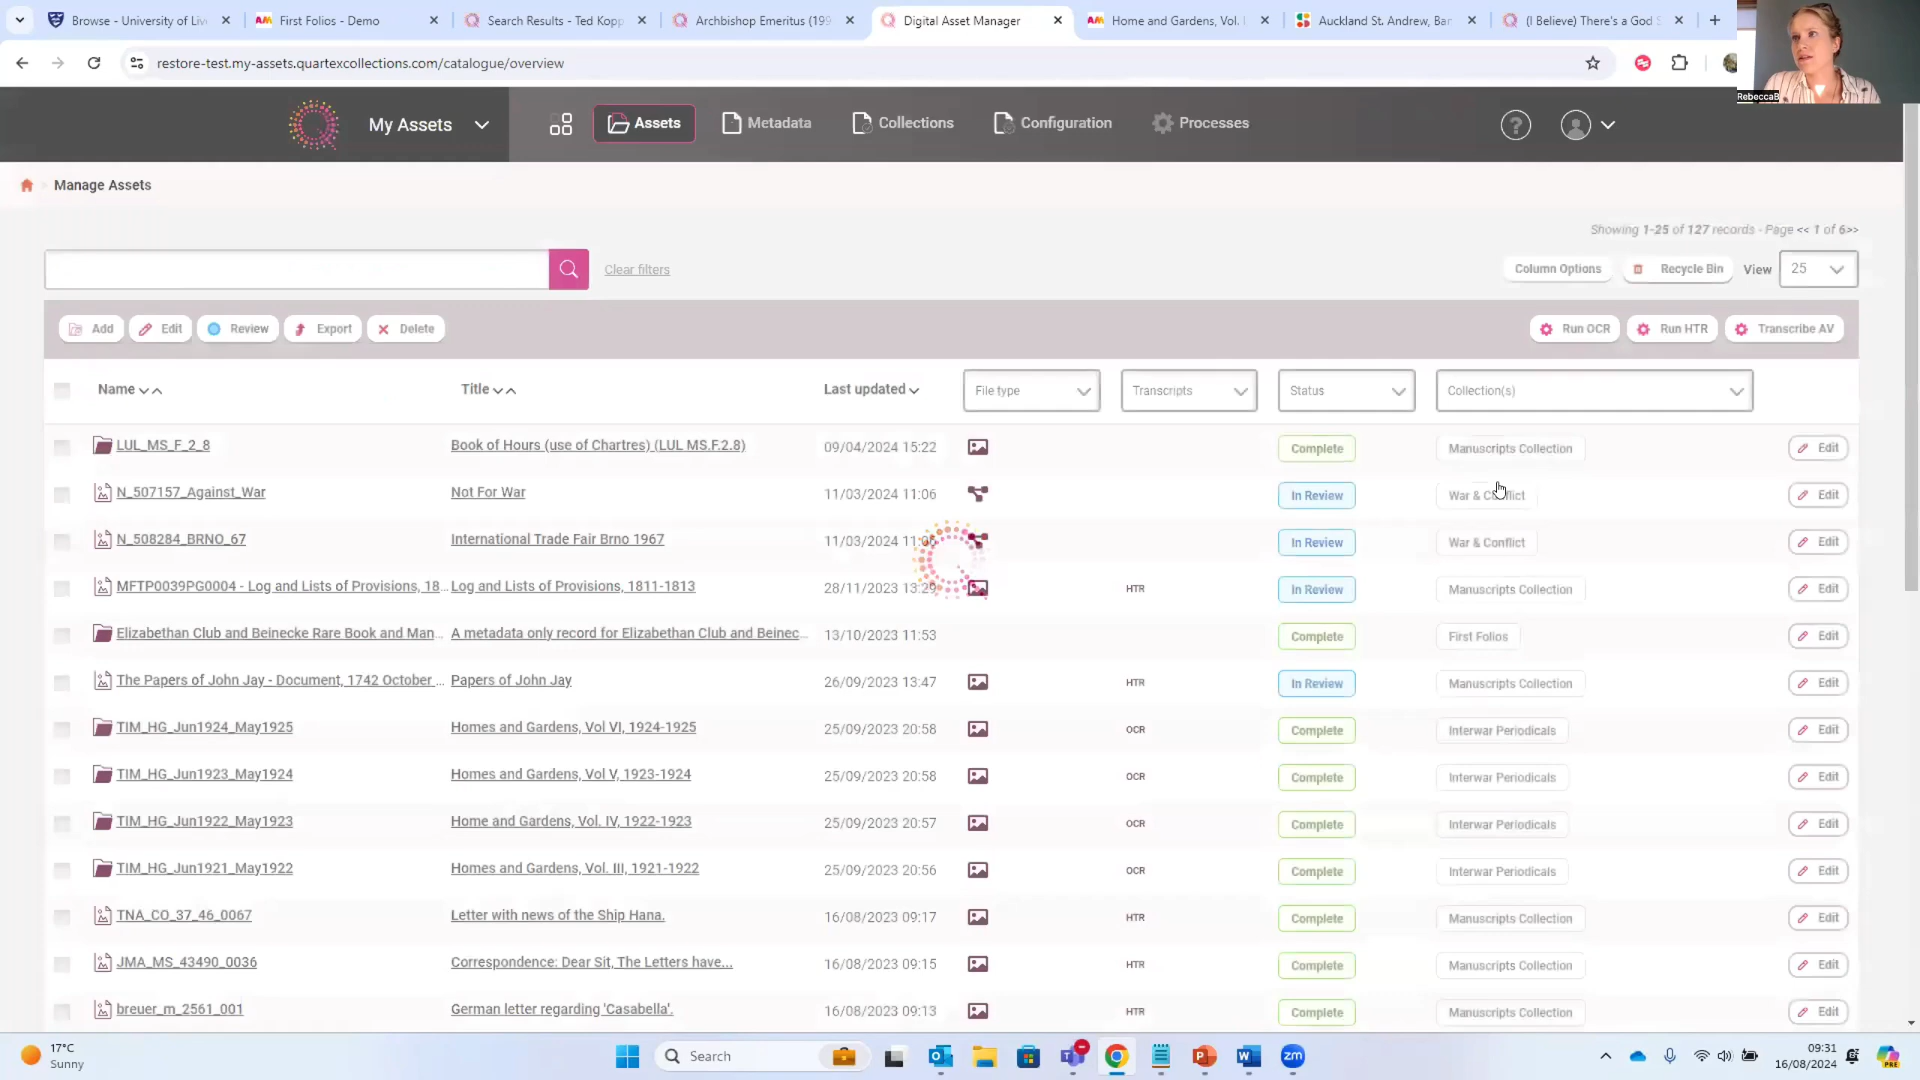 Browse - University of Liv
First Folios - Demo
Search Results - Ted Kopp
Archbishop Emeritus (199
Digital Asset Manager
Home and Gardens, Vol. I
Auckland St. Andrew, Bar
(I Believe) There's a God S
restore-test.my-assets.quartexcollections.com/catalogue/overview
RebeccaB
My Assets
Assets
Metadata
Collections
Configuration
Processes
?
Manage Assets
Showing 1-25 of 127 records - Page << 1 of 6>>
Clear filters
Column Options
Recycle Bin
View
25
Add
Edit
Review
Export
Delete
Run OCR
Run HTR
Transcribe AV
Name
Title
Last updated
File type
Transcripts
Status
Collection(s)
LUL_MS_F_2_8 Book of Hours (use of Chartres) (LUL MS.F.2.8) 09/04/2024 15:22 Complete Manuscripts Collection Edit
N_507157_Against_War Not For War 11/03/2024 11:06 In Review War & Conflict Edit
N_508284_BRNO_67 International Trade Fair Brno 1967 11/03/2024 11:06 In Review War & Conflict Edit
MFTP0039PG0004 - Log and Lists of Provisions, 18... Log and Lists of Provisions, 1811-1813 28/11/2023 13:29 HTR In Review Manuscripts Collection Edit
Elizabethan Club and Beinecke Rare Book and Man... A metadata only record for Elizabethan Club and Beinec... 13/10/2023 11:53 Complete First Folios Edit
The Papers of John Jay - Document, 1742 October ... Papers of John Jay 26/09/2023 13:47 HTR In Review Manuscripts Collection Edit
TIM_HG_Jun1924_May1925 Homes and Gardens, Vol VI, 1924-1925 25/09/2023 20:58 OCR Complete Interwar Periodicals Edit
TIM_HG_Jun1923_May1924 Homes and Gardens, Vol V, 1923-1924 25/09/2023 20:58 OCR Complete Interwar Periodicals Edit
TIM_HG_Jun1922_May1923 Home and Gardens, Vol. IV, 1922-1923 25/09/2023 20:57 OCR Complete Interwar Periodicals Edit
TIM_HG_Jun1921_May1922 Homes and Gardens, Vol. III, 1921-1922 25/09/2023 20:56 OCR Complete Interwar Periodicals Edit
TNA_CO_37_46_0067 Letter with news of the Ship Hana. 16/08/2023 09:17 HTR Complete Manuscripts Collection Edit
JMA_MS_43490_0036 Correspondence: Dear Sit, The Letters have... 16/08/2023 09:15 HTR Complete Manuscripts Collection Edit
breuer_m_2561_001 German letter regarding 'Casabella'. 16/08/2023 09:13 HTR Complete Manuscripts Collection Edit
17°C
Sunny
Search
zm
09:31
16/08/2024
PRE